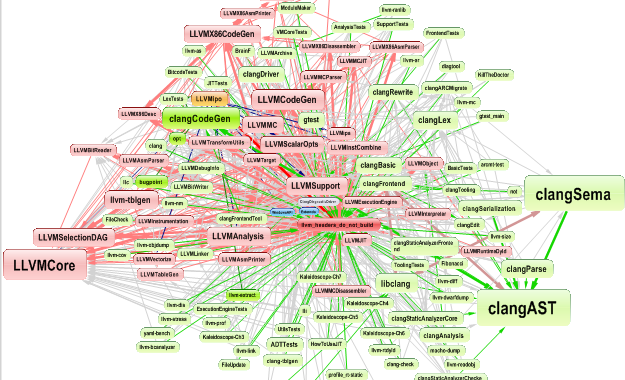 LLVMX86AsmPrinter
ModuleMaker
llvm-ranlib
AnalysisTests
SupportTests
LLVMX86CodeGen
VMCoreTests
FrontendTests
LLVMX86Disassembler
LLVMX86AsmParser
llvm-as
BrainF
LLVMArchive
LLVMMCJIT
llvm-ar
BitcodeTests
clangDriver
diagtool
KillTheDoctor
LLVMMCParser
JITTests
clangARCMigrate
clangRewrite
LexTests
LLVMipo
LLVMCodeGen
llvm-mc
LLVMX86Desc
clangCodeGen
gtest
clangLex
gtest_main
LLVMMC
LLVMipa
opt
LLVMTransformUtils
LLVMScalarOpts
LLVMInstCombine
clang
LLVMBitReader
LLVMAsmParser
LLVMTarget
clangBasic
LLVMObject
BasicTests
arcmt-test
LLVMDebugInfo
llc
bugpoint
LLVMBitWriter
LLVMSupport
clangFrontend
clangTooling
not
clangSema
llvm-tblgen
llvm-nm
LLVMExecutionEngine
clangSerialization
FileCheck
LLVMInstrumentation
clangFrontendTool
LLVMInterpreter
llvm_headers_do_not_build
clangEdit
LLVMSelectionDAG
LLVMAnalysis
LLVMJIT
llvm-size
llvm-objdump
clangStaticAnalyzerFronte
nd
LLVMRuntimeDyld
llvm-cov
LLVMVectorize
LLVMLinker
LLVMAsmPrinter
LLVMCore
ToolingTests
Fibonacci
clangParse
LLVMTableGen
Kaleidoscope-Ch7
libclang
llvm-diff
LLVMMCDisassembler
llvm-extract
llvm-dwarfdump
clangAST
llvm-dis
ExecutionEngineTests
lli
Kaleidoscope-Ch4
llvm-stress
llvm-prof
Kaleidoscope-Ch5
clangStaticAnalyzerCore
yaml-bench
Kaleidoscope-Ch3
UnitsTests
Kaleidoscope-Ch6
clangAnalysis
llvm-bcanalyzer
llvm-link
ADTTests
HowToUseJIT
llvm-rtdyld
macho-dump
FileUpdate
clang-tblgen
clang-check
llvm-readobj
profile_rt-static
clangStaticAnalyzerChecke